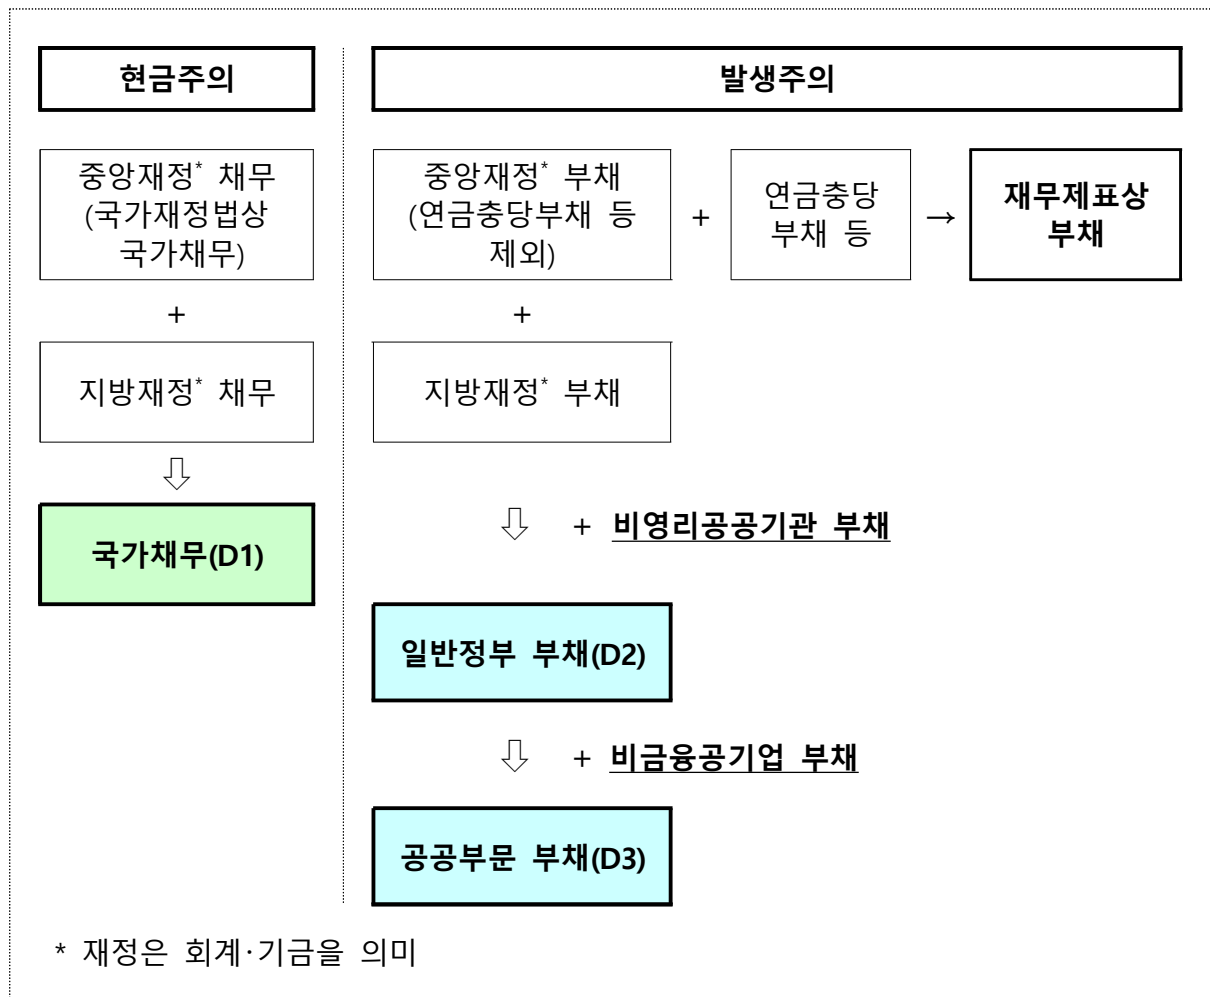 현금주의
발생주의
중앙재정* 채무
(국가재정법상
국가채무)
중앙재정* 부채
(연금충당부채 등
제외)
+
연금충당
부채 등
→
재무제표상
부채
+
+
지방재정* 채무
지방재정* 부채
⇩
국가채무(D1)
⇩ + 비영리공공기관 부채
일반정부 부채(D2)
⇩ + 비금융공기업 부채
공공부문 부채(D3)
* 재정은 회계·기금을 의미